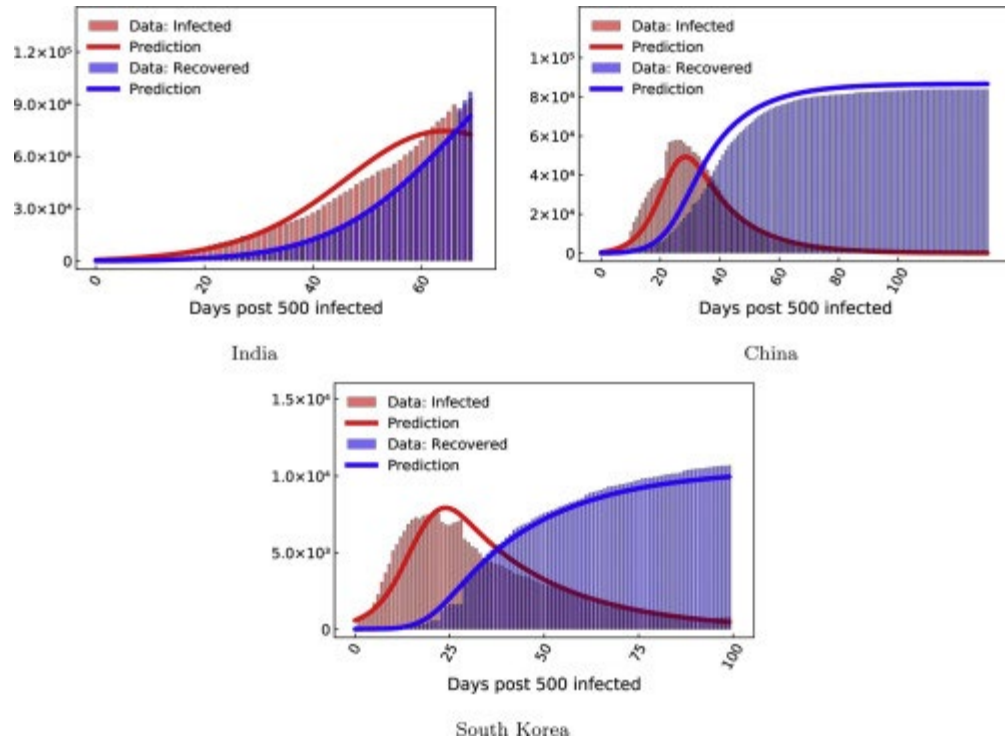 Data: Infected
Prediction
Data: Recovered
Prediction
1.2×10⁵
9.0×10⁴
6.0×10⁴
3.0×10⁴
0
0 20 40 60
Days post 500 infected
India
Data: Infected
Prediction
Data: Recovered
Prediction
1×10⁵
8×10⁴
6×10⁴
4×10⁴
2×10⁴
0
0 20 40 60 80 100
Days post 500 infected
China
Data: Infected
Prediction
Data: Recovered
Prediction
1.5×10⁴
1.0×10⁴
5.0×10³
0
0 25 50 75 100
Days post 500 infected
South Korea